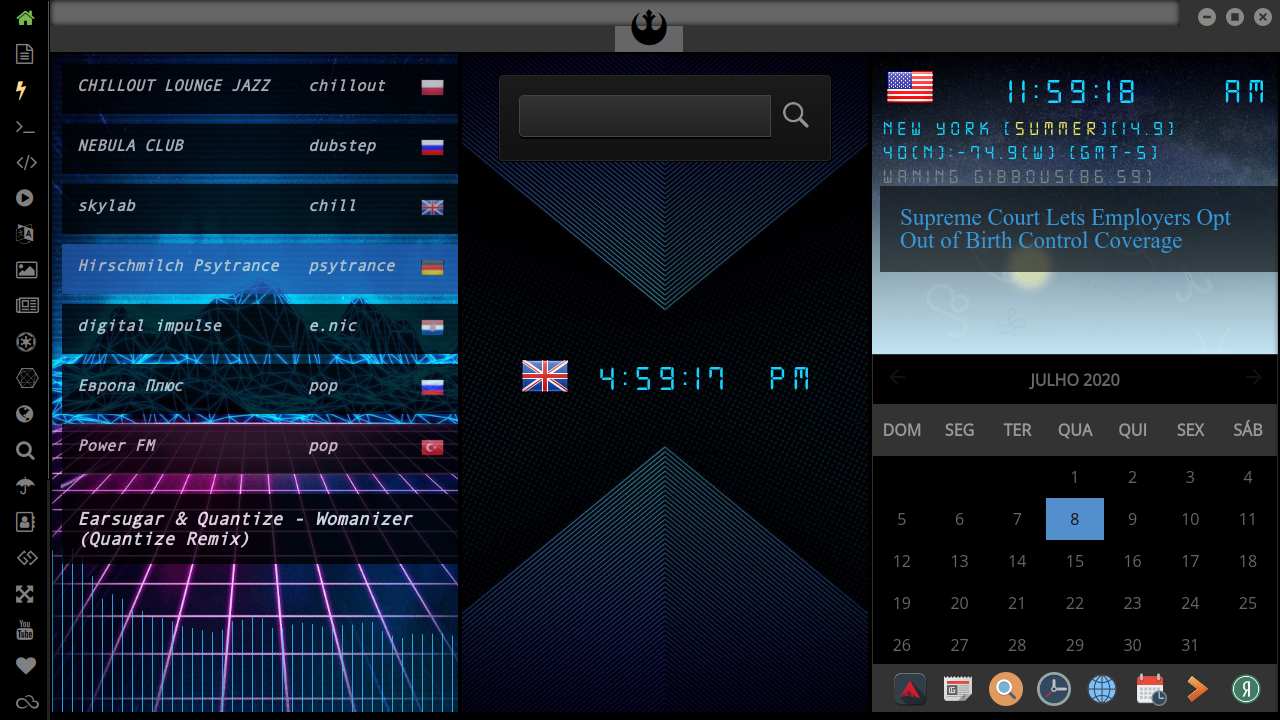 CHILLOUT LOUNGE JAZZ chillout
NEBULA CLUB dubstep
skylab chill
Hirschmilch Psytrance psytrance
digital impulse e.nic
Европа Плюс pop
Power FM pop
Earsugar & Quantize - Womanizer
(Quantize Remix)
4:59:17 PM
11:59:18 AM
NEW YORK (SUMMER)(14.9)
40(N):-74.9(W) (GMT-5)
WANING GIBBOUS(86.59)
Supreme Court Lets Employers Opt
Out of Birth Control Coverage
JULHO 2020
DOM SEG TER QUA QUI SEX SÁB
1 2 3 4
5 6 7 8 9 10 11
12 13 14 15 16 17 18
19 20 21 22 23 24 25
26 27 28 29 30 31
You
Tube
Я